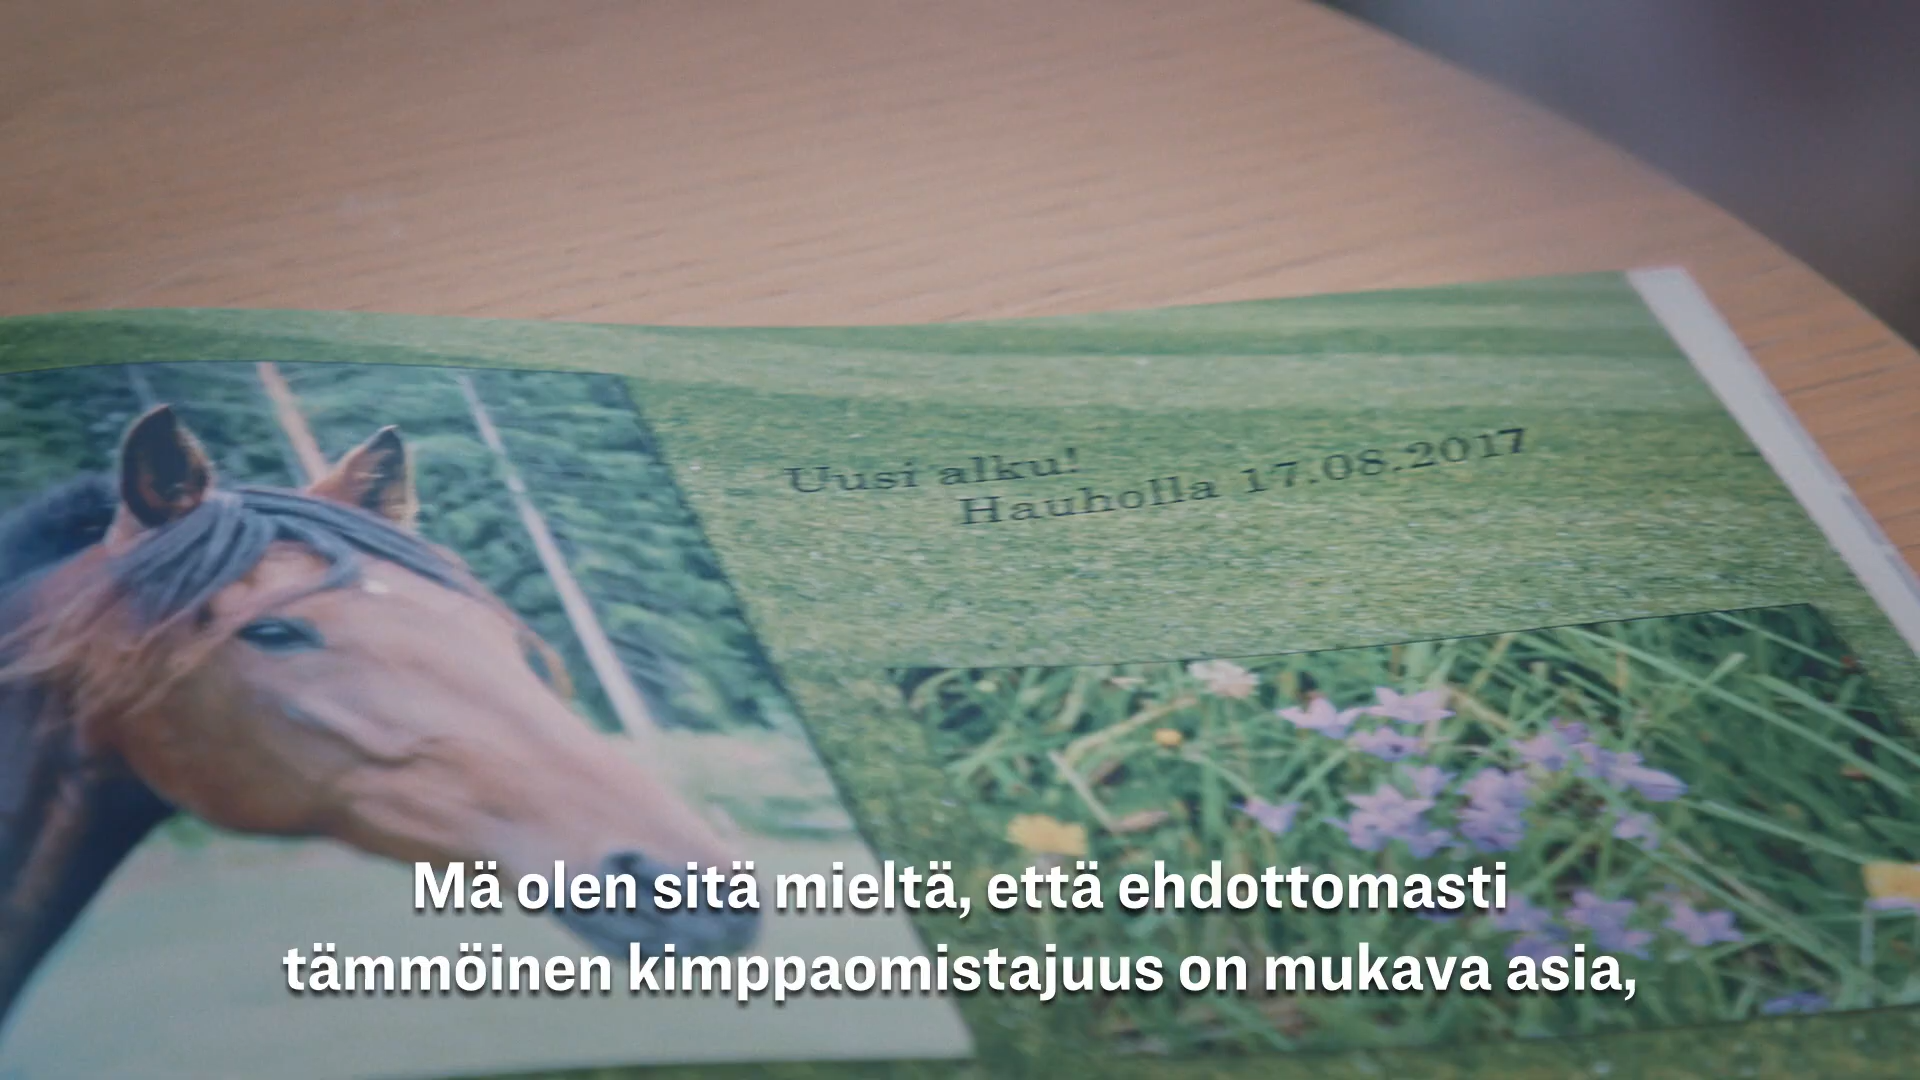 Uusi alku!
Hauholla 17.08.2017
Mä olen sitä mieltä, että ehdottomasti
tämmöinen kimppaomistajuus on mukava asia,